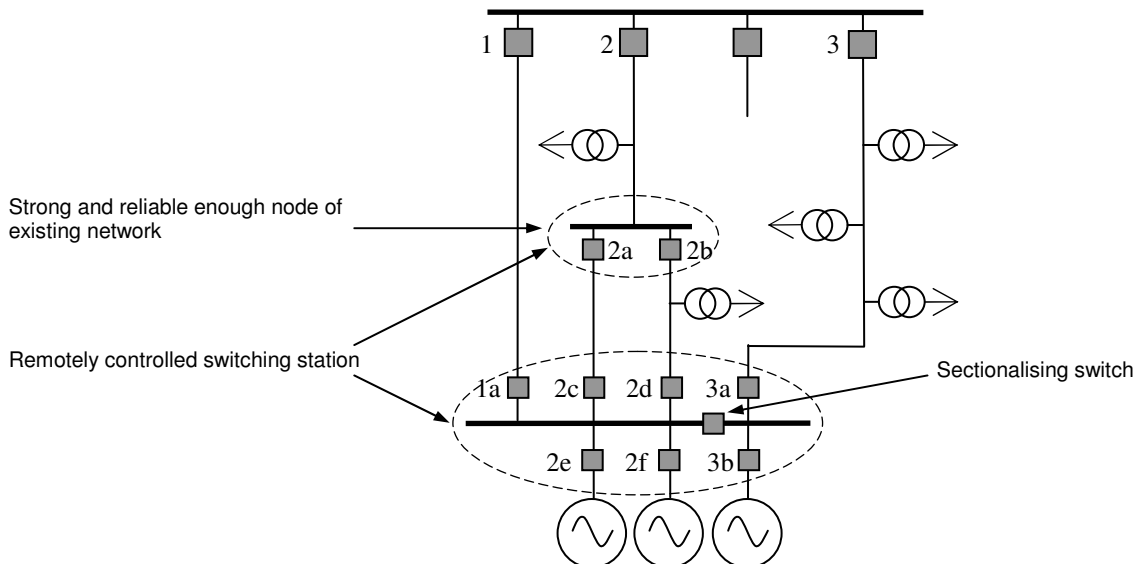 1
2
3
Strong and reliable enough node of
existing network
2a
2b
Remotely controlled switching station
Sectionalising switch
1a
2c
2d
3a
2e
2f
3b